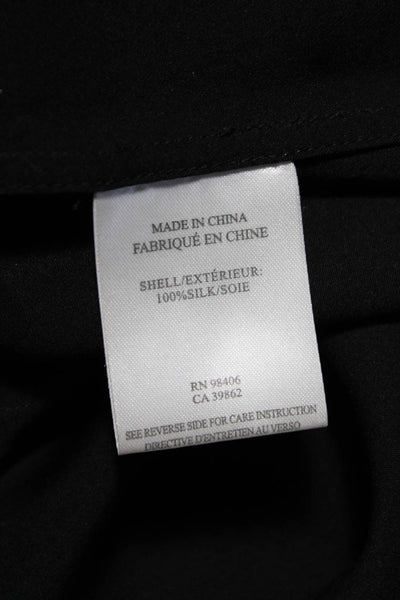 MADE IN CHINA
FABRIQUÉ EN CHINE
SHELL/EXTÉRIEUR:
100%SILK/SOIE
RN 98406
CA 39862
SEE REVERSE SIDE FOR CARE INSTRUCTION
DIRECTIVE D'ENTRETIEN AU VERSO